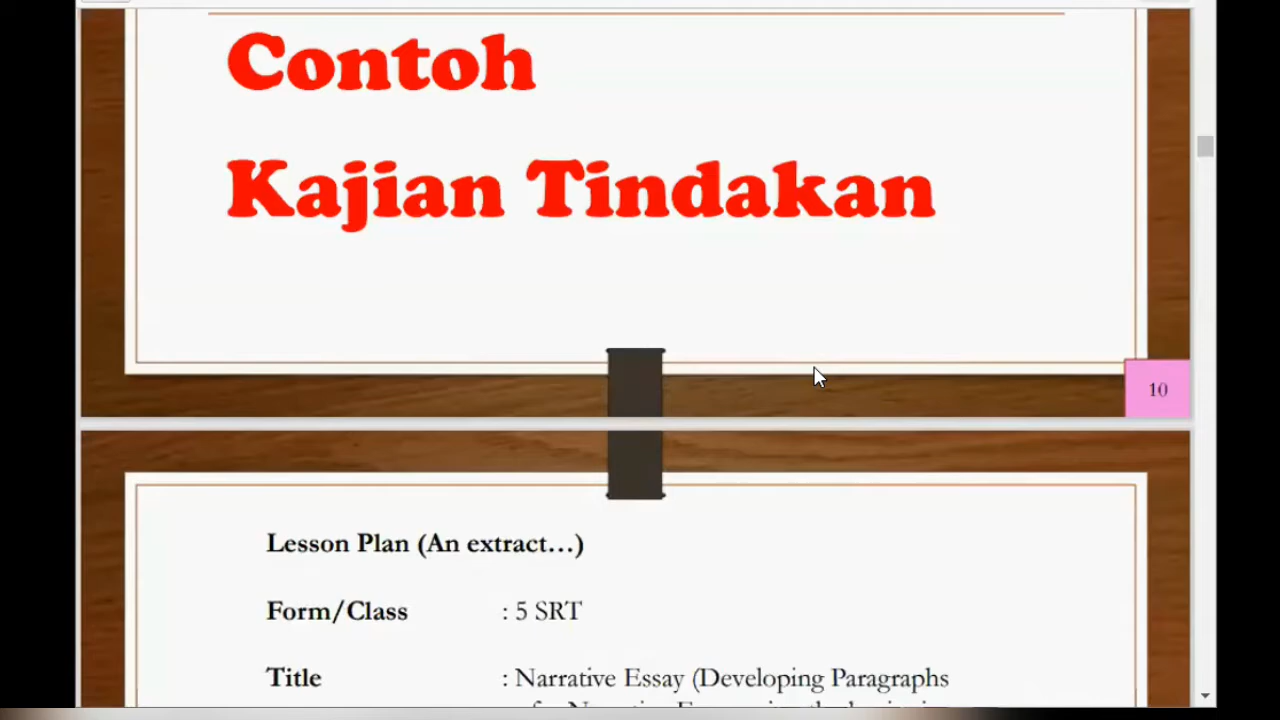 Contoh
Kajian Tindakan
10
Lesson Plan (An extract…)
Form/Class : 5 SRT
Title : Narrative Essay (Developing Paragraphs